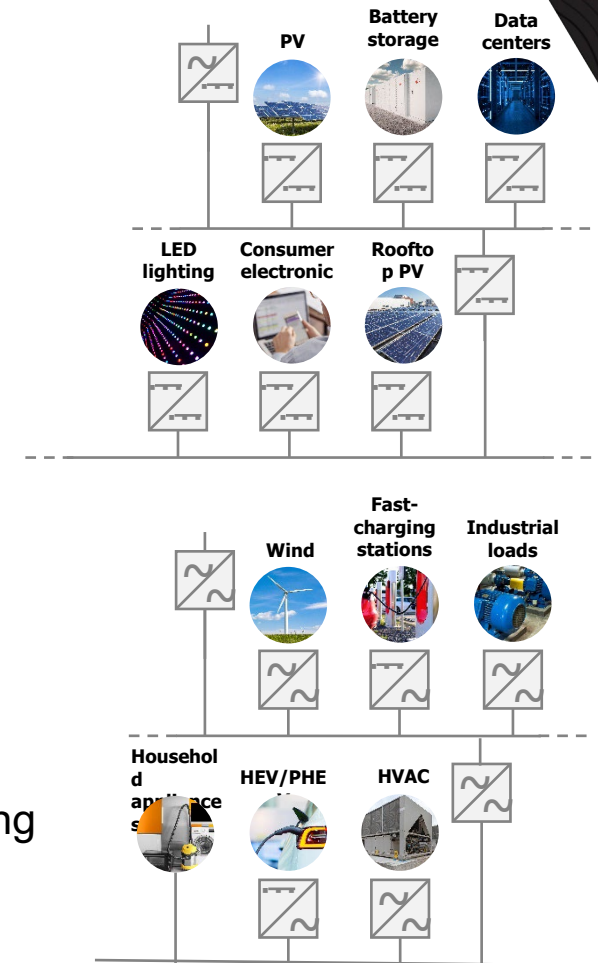 PV
Battery
storage
Data
centers
LED
lighting
Consumer
electronic
Roofto
p PV
Wind
Fast-
charging
stations
Industrial
loads
Househol
d
HEV/PHE
HVAC
ng